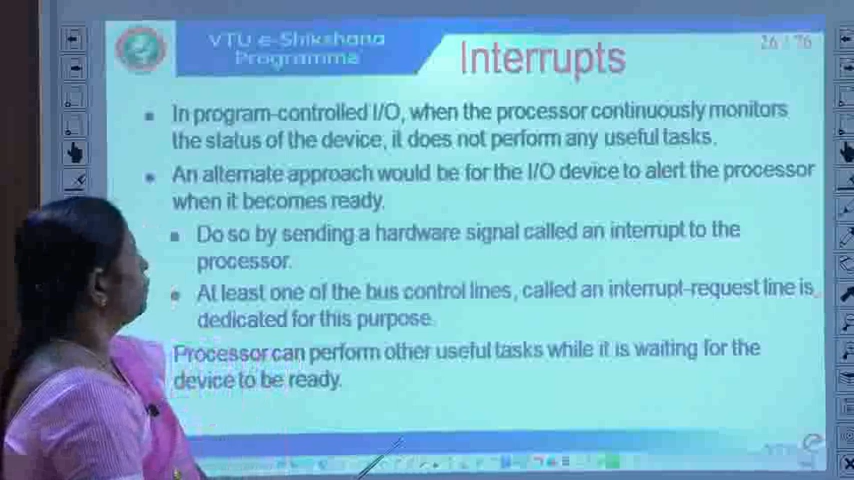 VTU e-Shikshana
Programme
Interrupts
26 / 76
In program-controlled I/O, when the processor continuously monitors
the status of the device, it does not perform any useful tasks.
An alternate approach would be for the I/O device to alert the processor
when it becomes ready.
Do so by sending a hardware signal called an interrupt to the
processor.
At least one of the bus control lines, called an interrupt-request line is
dedicated for this purpose.
Processor can perform other useful tasks while it is waiting for the
device to be ready.